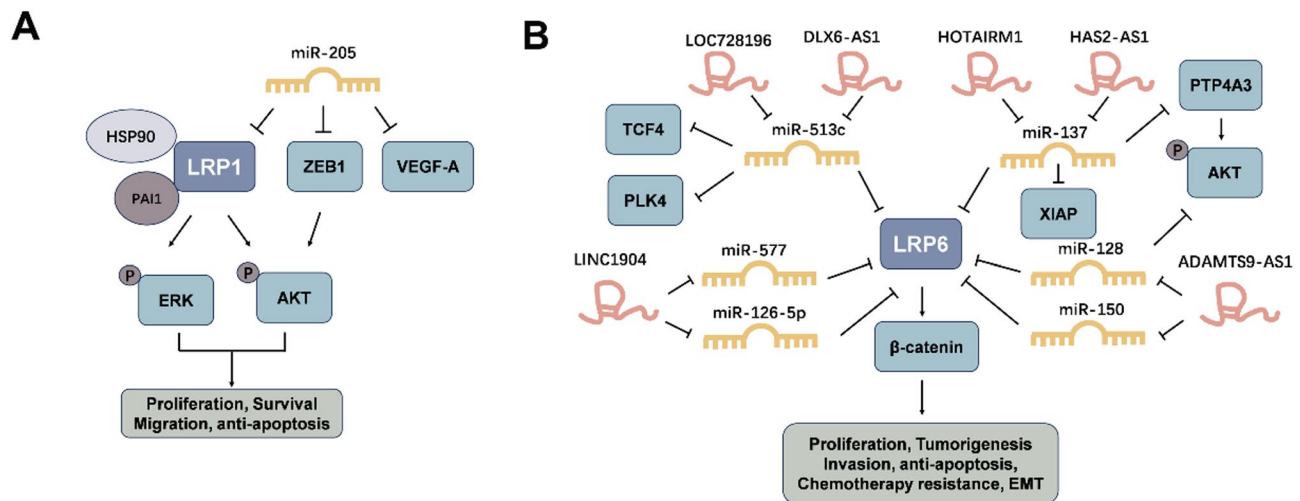 A
miR-205
HSP90
LRP1
PAI1
ZEB1
VEGF-A
P
ERK
P
AKT
Proliferation, Survival
Migration, anti-apoptosis
B
LOC728196
DLX6-AS1
HOTAIRM1
HAS2-AS1
PTP4A3
TCF4
miR-513c
miR-137
P
AKT
PLK4
XIAP
LRP6
LINC1904
miR-577
miR-128
ADAMTS9-AS1
miR-126-5p
miR-150
β-catenin
Proliferation, Tumorigenesis
Invasion, anti-apoptosis,
Chemotherapy resistance, EMT